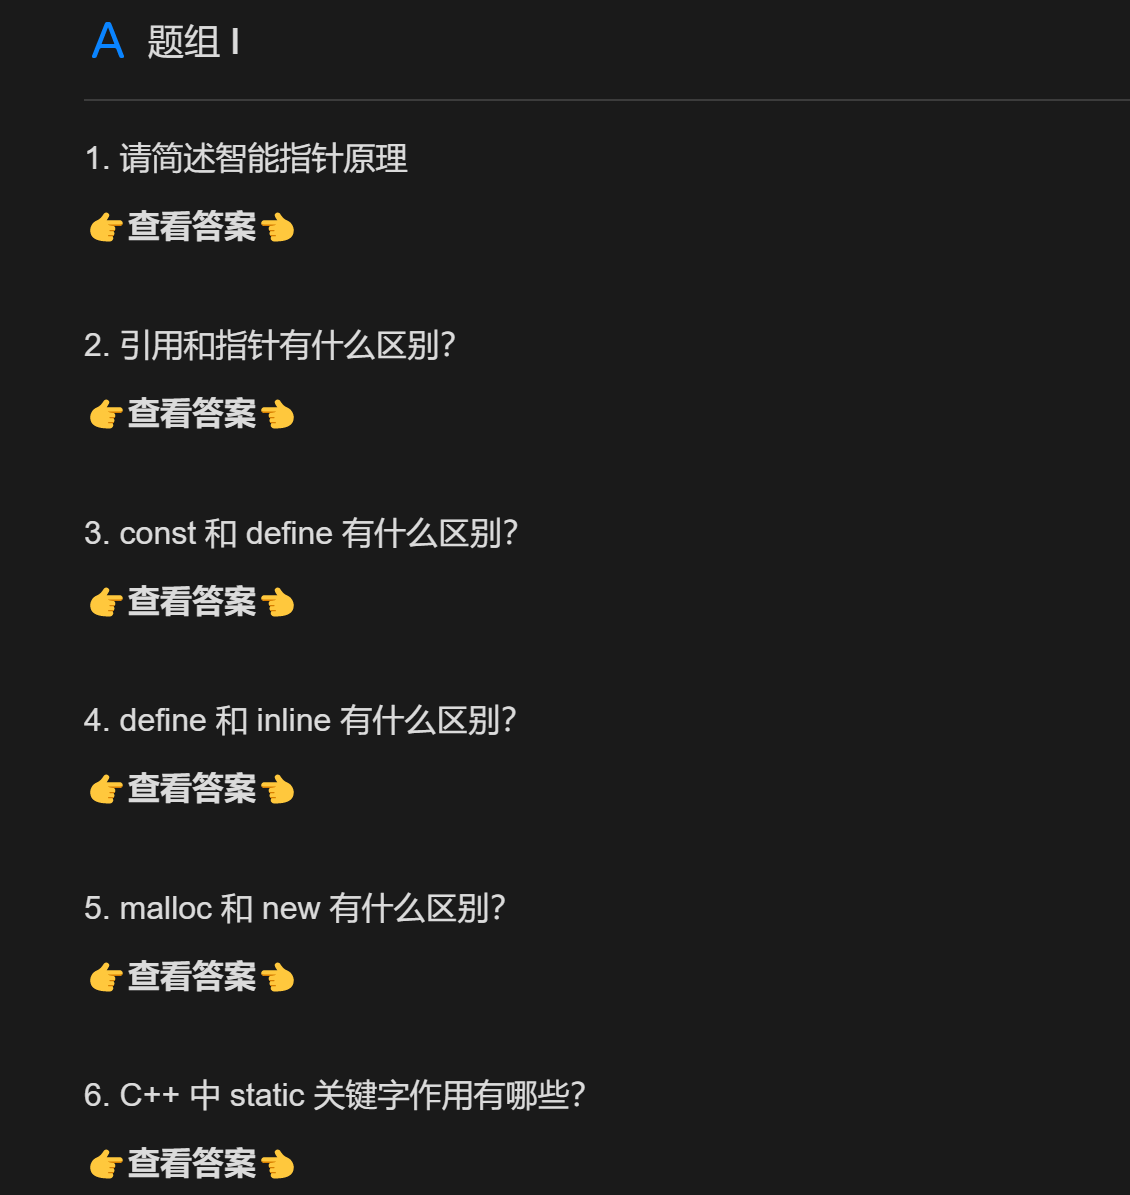 A 题组 I
1. 请简述智能指针原理
👉查看答案👈
2. 引用和指针有什么区别?
👉查看答案👈
3. const 和 define 有什么区别?
👉查看答案👈
4. define 和 inline 有什么区别?
👉查看答案👈
5. malloc 和 new 有什么区别?
👉查看答案👈
6. C++ 中 static 关键字作用有哪些?
👉查看答案👈